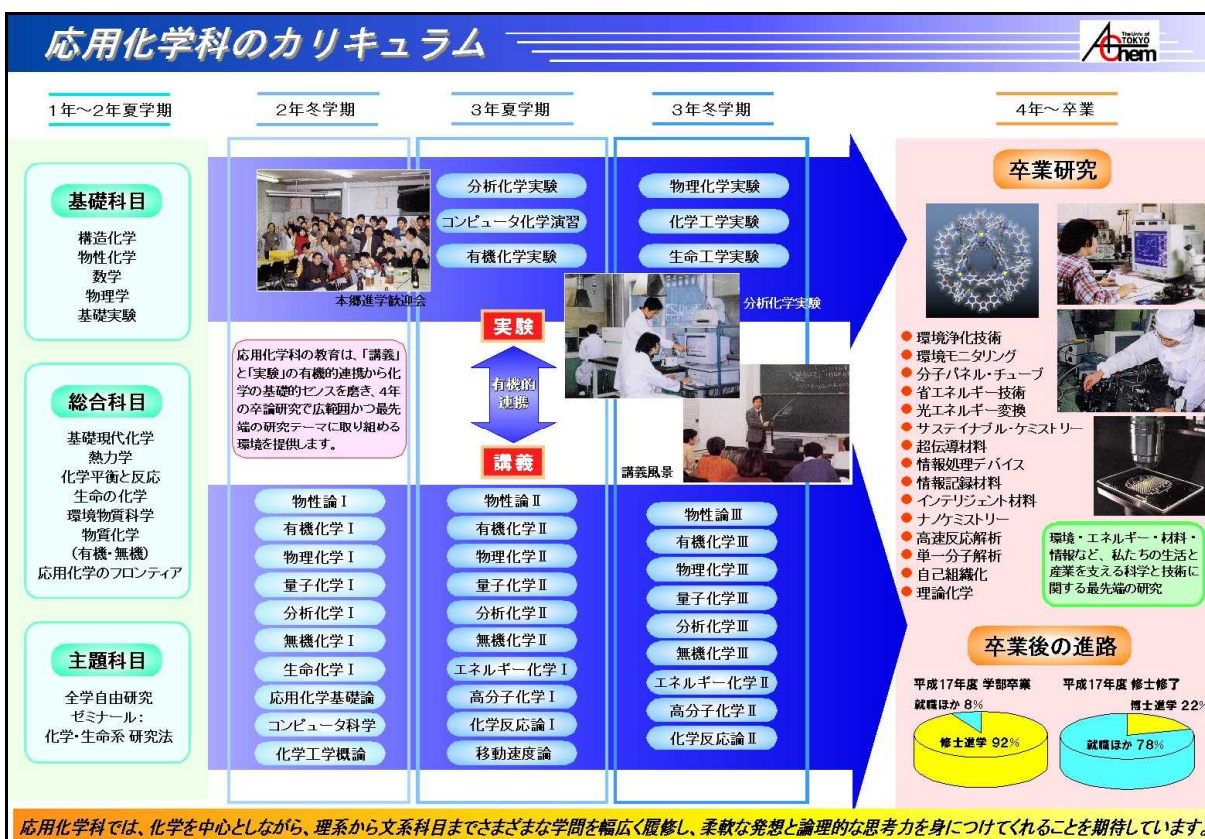 応用化学科のカリキュラム
The Univ of
TOKYO
AChem
1年～2年夏学期
2年冬学期
3年夏学期
3年冬学期
4年～卒業
基礎科目
構造化学
物性化学
数学
物理学
基礎実験
総合科目
基礎現代化学
熱力学
化学平衡と反応
生命の化学
環境物質科学
物質化学
(有機・無機)
応用化学のフロンティア
主題科目
全学自由研究
ゼミナール：
化学・生命系 研究法
本郷進学歓迎会
応用化学科の教育は、「講義」
と「実験」の有機的連携から化
学の基礎的センスを磨き、4年
の卒論研究で広範囲かつ最先
端の研究テーマに取り組める
環境を提供します。
分析化学実験
コンピュータ化学演習
有機化学実験
物理化学実験
化学工学実験
生命工学実験
分析化学実験
実験
有機的
連携
講義
講義風景
物性論Ⅰ
有機化学Ⅰ
物理化学Ⅰ
量子化学Ⅰ
分析化学Ⅰ
無機化学Ⅰ
生命化学Ⅰ
応用化学基礎論
コンピュータ科学
化学工学概論
物性論Ⅱ
有機化学Ⅱ
物理化学Ⅱ
量子化学Ⅱ
分析化学Ⅱ
無機化学Ⅱ
エネルギー化学Ⅰ
高分子化学Ⅰ
化学反応論Ⅰ
移動速度論
物性論Ⅲ
有機化学Ⅲ
物理化学Ⅲ
量子化学Ⅲ
分析化学Ⅲ
無機化学Ⅲ
エネルギー化学Ⅱ
高分子化学Ⅱ
化学反応論Ⅱ
卒業研究
● 環境浄化技術
● 環境モニタリング
● 分子パネル・チューブ
● 省エネルギー技術
● 光エネルギー変換
● サステイナブル・ケミストリー
● 超伝導材料
● 情報処理デバイス
● 情報記録材料
● インテリジェント材料
● ナノケミストリー
● 高速反応解析
● 単一分子解析
● 自己組織化
● 理論化学
環境・エネルギー・材料・
情報など、私たちの生活と
産業を支える科学と技術に
関する最先端の研究
卒業後の進路
平成17年度 学部卒業
就職ほか 8%
修士進学 92%
平成17年度 修士修了
博士進学 22%
就職ほか 78%
応用化学科では、化学を中心としながら、理系から文系科目までさまざまな学問を幅広く履修し、柔軟な発想と論理的な思考力を身につけてくれることを期待しています。